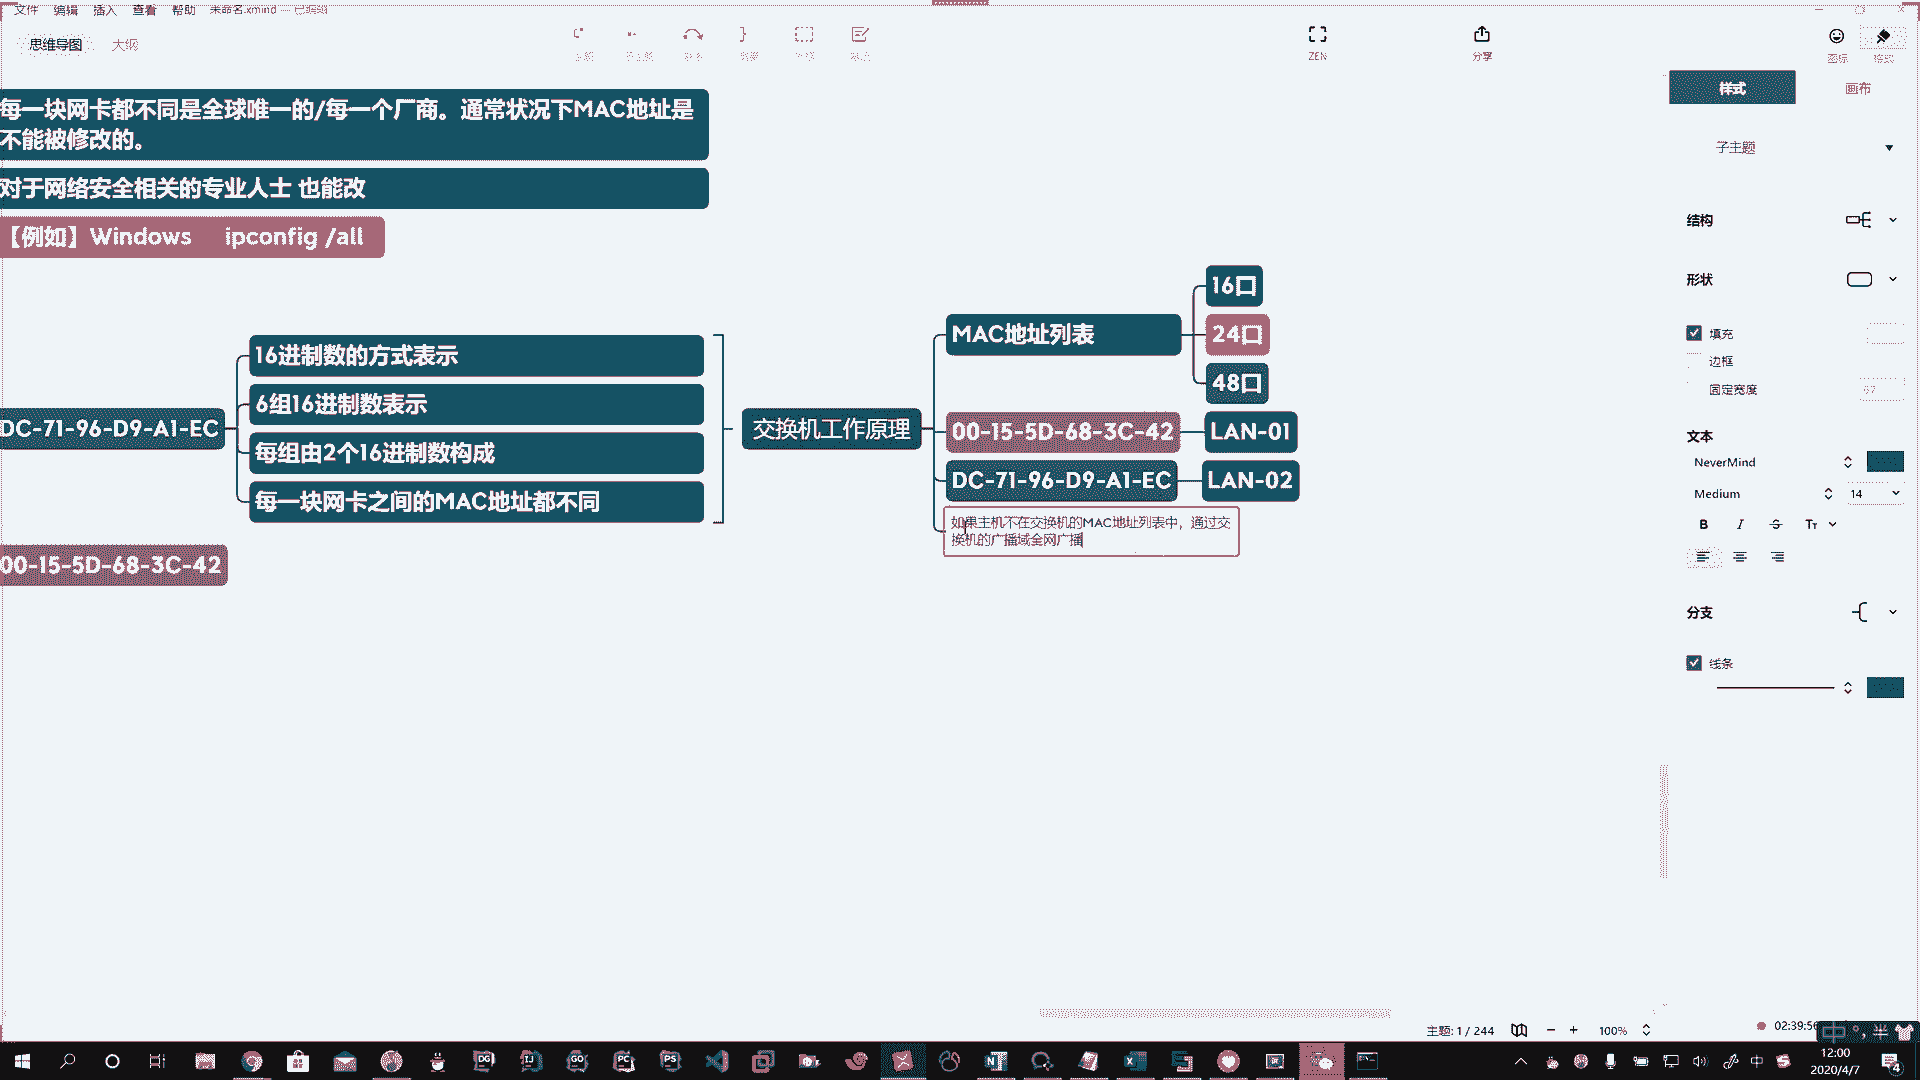 文件 编辑 插入 查看 帮助 未命名.xmind — 已编辑
思维导图 大纲
ZEN
分享
图标
样式 画布
每一块网卡都不同是全球唯一的/每一个厂商。通常状况下MAC地址是
不能被修改的。
对于网络安全相关的专业人士 也能改
【例如】Windows ipconfig /all
DC-71-96-D9-A1-EC
16进制数的方式表示
6组16进制数表示
每组由2个16进制数构成
每一块网卡之间的MAC地址都不同
00-15-5D-68-3C-42
交换机工作原理
MAC地址列表
16口
24口
48口
00-15-5D-68-3C-42
LAN-01
DC-71-96-D9-A1-EC
LAN-02
如果主机不在交换机的MAC地址列表中，通过交
换机的广播域全网广播
子主题
结构
形状
填充
边框
固定宽度
文本
NeverMind
Medium 14
B I S Tт
分支
线条
主题: 1 / 244 100%
02:39:56
中
DG IJ GO PC PS
中
12:00
2020/4/7
4